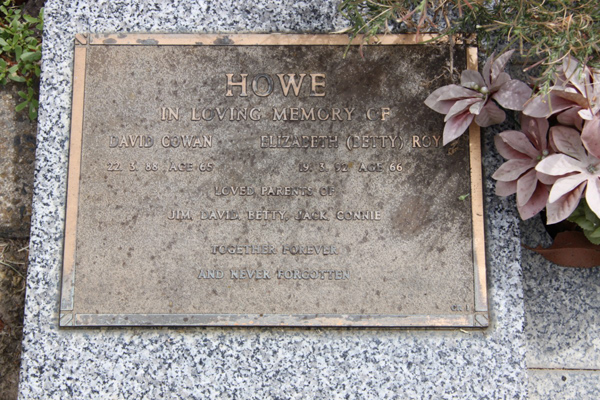 HOWE
IN LOVING MEMORY OF
DAVID COWAN ELIZABETH (BETTY) ROY
22. 3. 88 AGE 69 19. 3. 92 AGE 66
LOVED PARENTS OF
JIM, DAVID, BETTY, JACK, CONNIE
TOGETHER FOREVER
AND NEVER FORGOTTEN